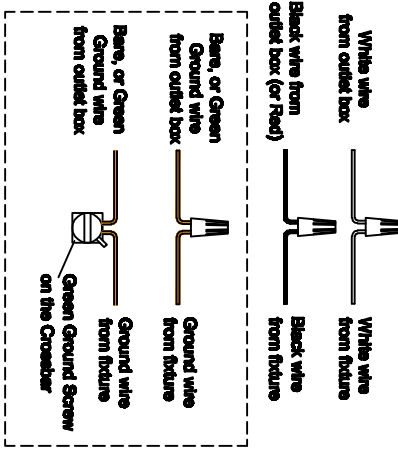 White wire
from outlet box
White wire
from fixture
Black wire from
outlet box (or Red)
Black wire
from fixture
Bare, or Green
Ground wire
from outlet box
Ground wire
from fixture
Bare, or Green
Ground wire
from outlet box
Ground wire
from fixture
Green Ground Screw
on the Crossbar